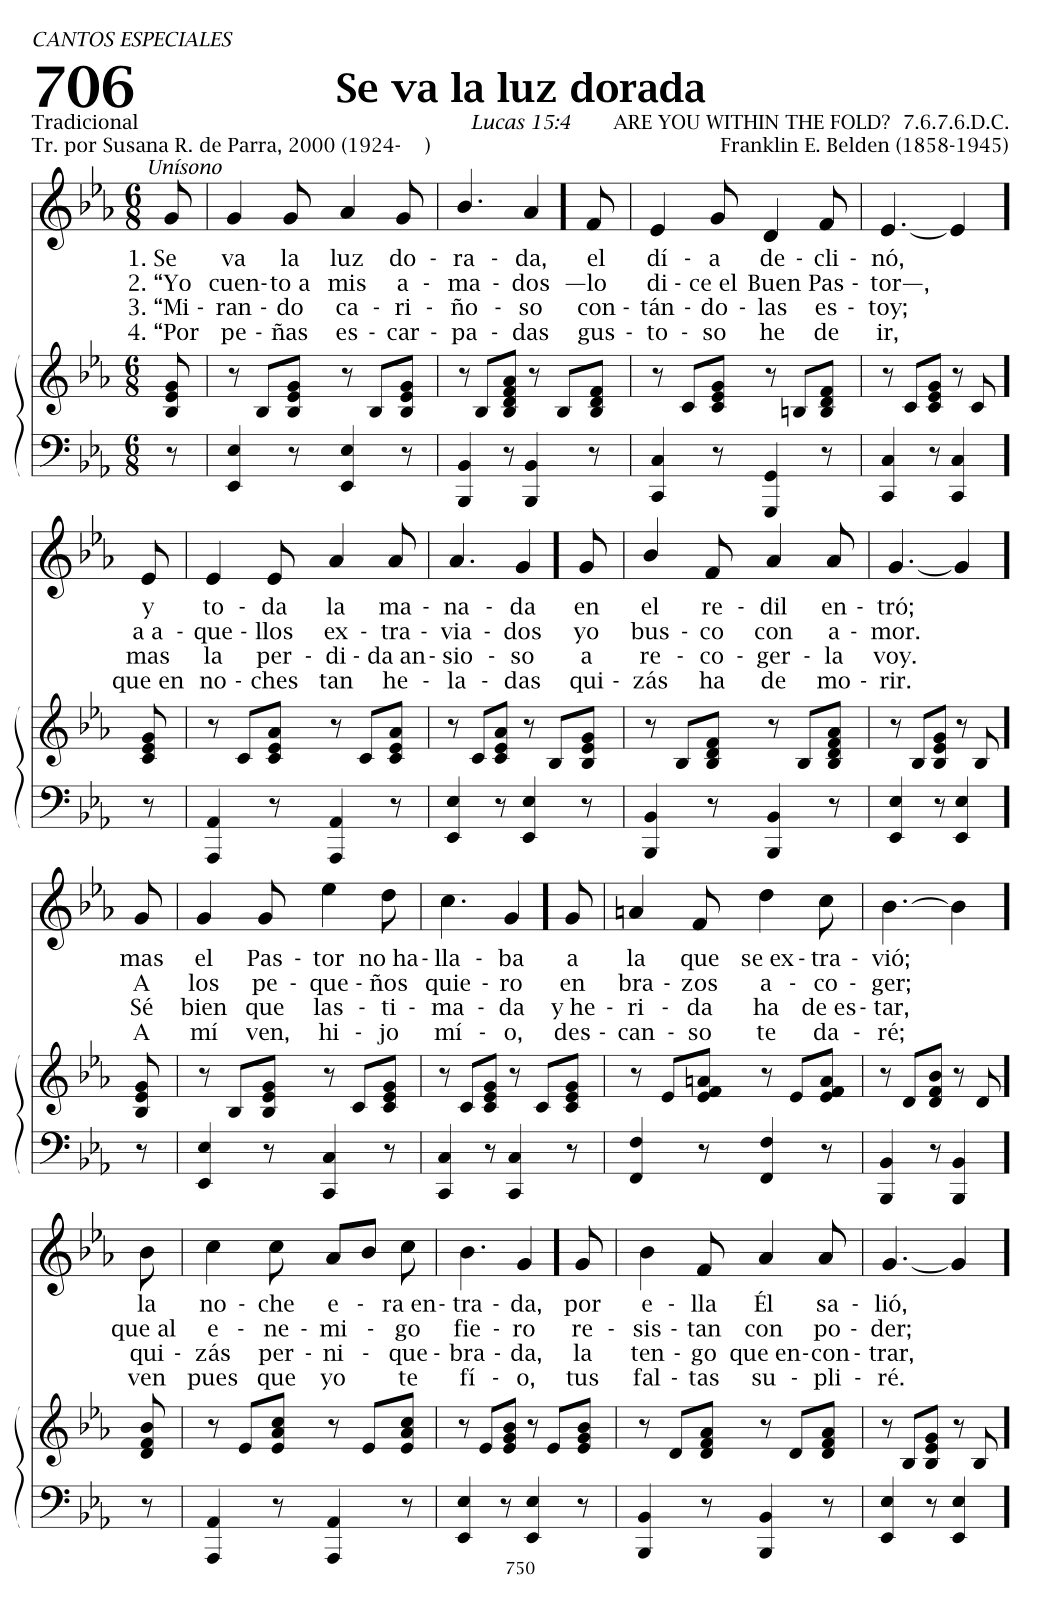 CANTOS ESPECIALES
706
Se va la luz dorada
Tradicional
Lucas 15:4
ARE YOU WITHIN THE FOLD? 7.6.7.6.D.C.
Tr. por Susana R. de Parra, 2000 (1924- )
Franklin E. Belden (1858-1945)
Unísono
1. Se va la luz do - ra - da, el dí - a de - cli - nó,
2. “Yo cuen-to a mis a - ma - dos —lo di - ce el Buen Pas - tor—,
3. “Mi - ran - do ca - ri - ño - so con - tán - do - las es - toy;
4. “Por pe - ñas es - car - pa - das gus - to - so he de ir,
y to - da la ma - na - da en el re - dil en - tró;
a a - que - llos ex - tra - via - dos yo bus - co con a - mor.
mas la per - di - da an - sio - so a re - co - ger - la voy.
que en no - ches tan he - la - das qui - zás ha de mo - rir.
mas el Pas - tor no ha - lla - ba a la que se ex - tra - vió;
A los pe - que - ños quie - ro en bra - zos a - co - ger;
Sé bien que las - ti - ma - da y he - ri - da ha de es - tar,
A mí ven, hi - jo mí - o, des - can - so te da - ré;
la no - che e - ra en - tra - da, por e - lla Él sa - lió,
que al e - ne - mi - go fie - ro re - sis - tan con po - der;
qui - zás per - ni - que - bra - da, la ten - go que en - con - trar,
ven pues que yo te fí - o, tus fal - tas su - pli - ré.
750